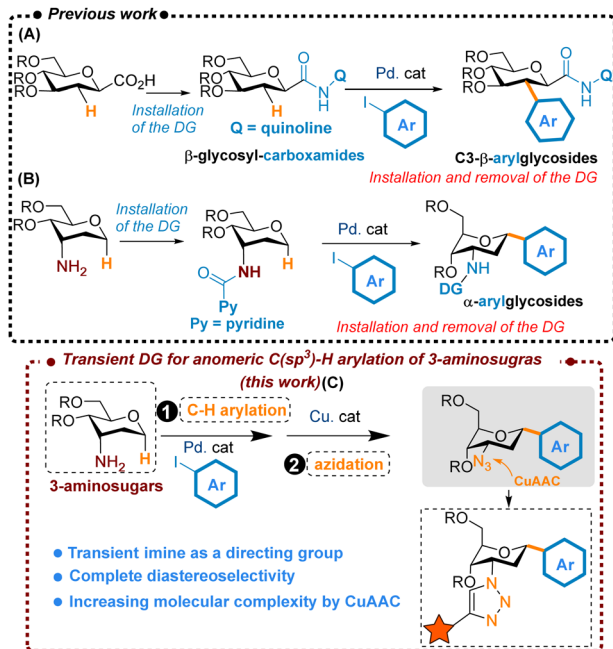 Previous work
(A)
RO
RO
RO
O
CO₂H
H
Installation
of the DG
RO
RO
RO
O
O
Q
N
H
H
Q = quinoline
β-glycosyl-carboxamides
Pd. cat
I
Ar
RO
RO
RO
O
O
Q
N
H
Ar
C3-β-arylglycosides
Installation and removal of the DG
(B)
RO
RO
O
NH₂
H
Installation
of the DG
RO
RO
O
NH
H
O
Py
Py = pyridine
Pd. cat
I
Ar
RO
O
RO
NH
DG
Ar
α-arylglycosides
Installation and removal of the DG
Transient DG for anomeric C(sp³)-H arylation of 3-aminosugras
(this work)(C)
RO
RO
O
NH₂
H
3-aminosugars
1 C-H arylation
Pd. cat
I
Ar
Cu. cat
2 azidation
RO
O
RO
N₃
Ar
CuAAC
Transient imine as a directing group
Complete diastereoselectivity
Increasing molecular complexity by CuAAC
RO
O
RO
N
N
N
Ar